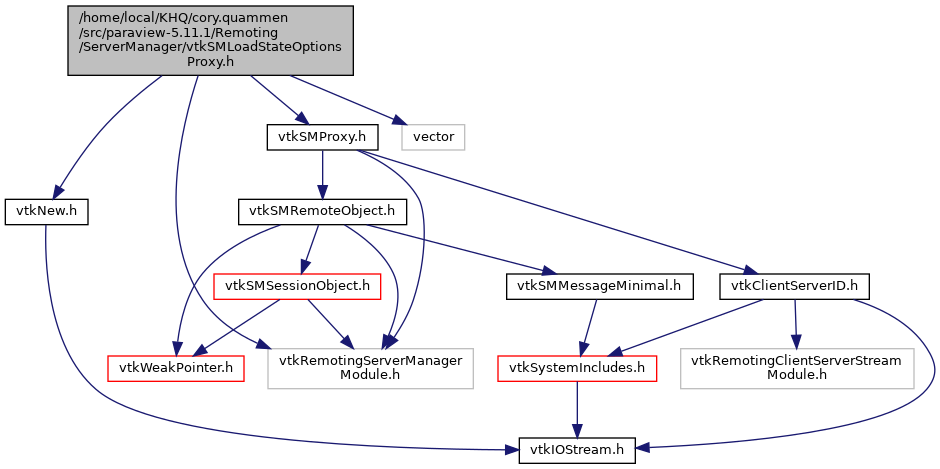 /home/local/KHQ/cory.quammen
/src/paraview-5.11.1/Remoting
/ServerManager/vtkSMLoadStateOptions
Proxy.h
vtkSMProxy.h
vector
vtkNew.h
vtkSMRemoteObject.h
vtkSMSessionObject.h
vtkSMMessageMinimal.h
vtkClientServerID.h
vtkWeakPointer.h
vtkRemotingServerManager
Module.h
vtkSystemIncludes.h
vtkRemotingClientServerStream
Module.h
vtkIOStream.h